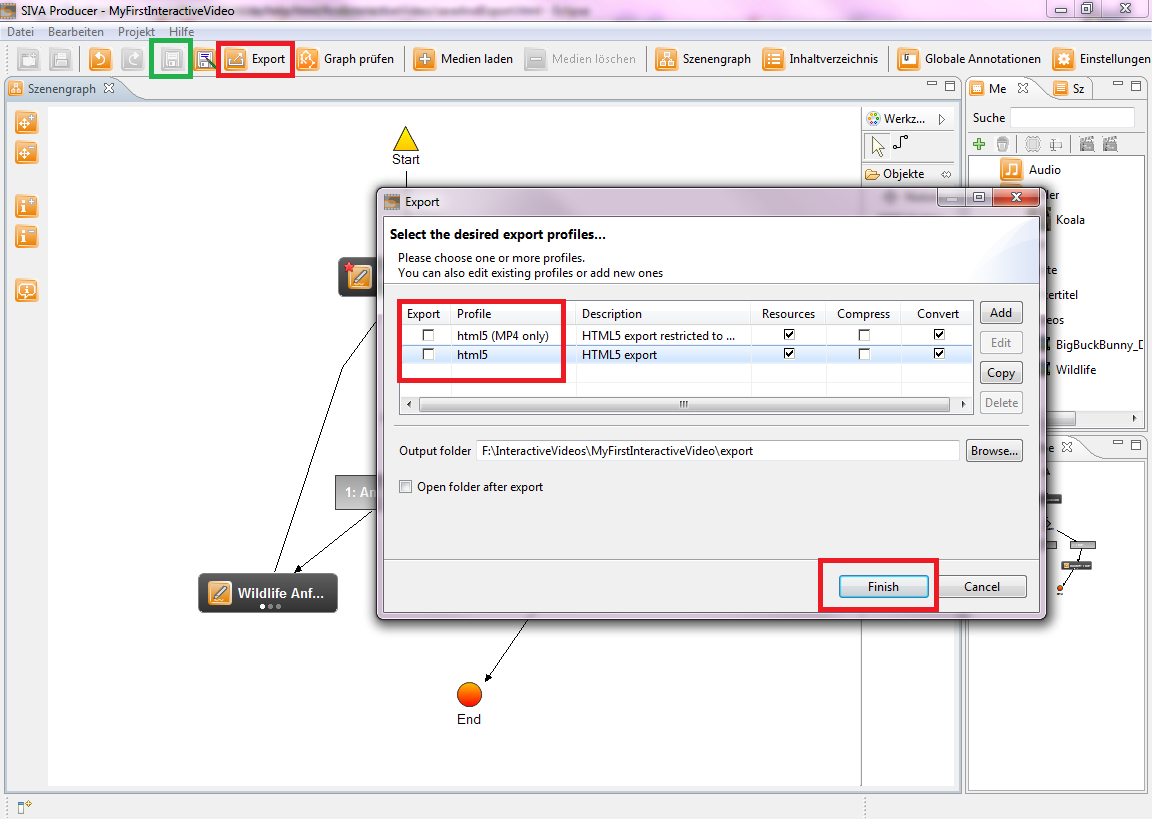 SIVA Producer - MyFirstInteractiveVideo
Datei Bearbeiten Projekt Hilfe
Export Graph prüfen Medien laden Medien löschen Szenengraph Inhaltverzeichnis Globale Annotationen Einstellungen
Szenengraph
Me Sz
Werkz...
Suche
Start
Objekte
Audio
Koala
BigBuckBunny_D
Wildlife
Export
Select the desired export profiles...
Please choose one or more profiles.
You can also edit existing profiles or add new ones
Export Profile Description Resources Compress Convert
html5 (MP4 only) HTML5 export restricted to ...
html5 HTML5 export
Add
Edit
Copy
Delete
Output folder F:\InteractiveVideos\MyFirstInteractiveVideo\export Browse...
Open folder after export
Finish Cancel
1: An
Wildlife Anf...
End